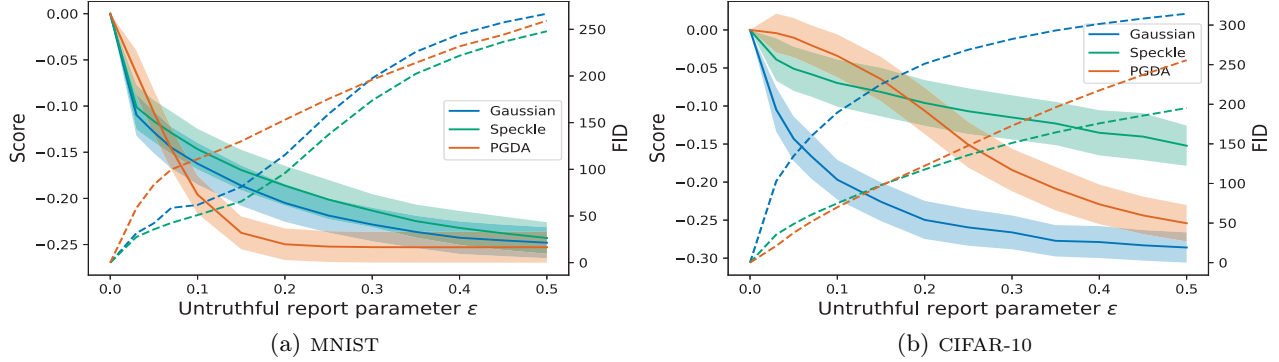 0.00
−0.05
−0.10
−0.15
−0.20
−0.25
Score
0.0 0.1 0.2 0.3 0.4 0.5
Untruthful report parameter ε
250
200
150
100
50
0
FID
Gaussian
Speckle
PGDA
(a) MNIST
0.00
−0.05
−0.10
−0.15
−0.20
−0.25
−0.30
Score
0.0 0.1 0.2 0.3 0.4 0.5
Untruthful report parameter ε
300
250
200
150
100
50
0
FID
Gaussian
Speckle
PGDA
(b) CIFAR-10